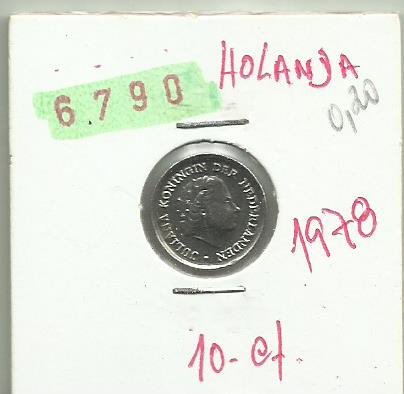 HOLANDA
6790
0,20
JULIANA KONINGIN DER NEDERLANDEN
1978
10-ct.